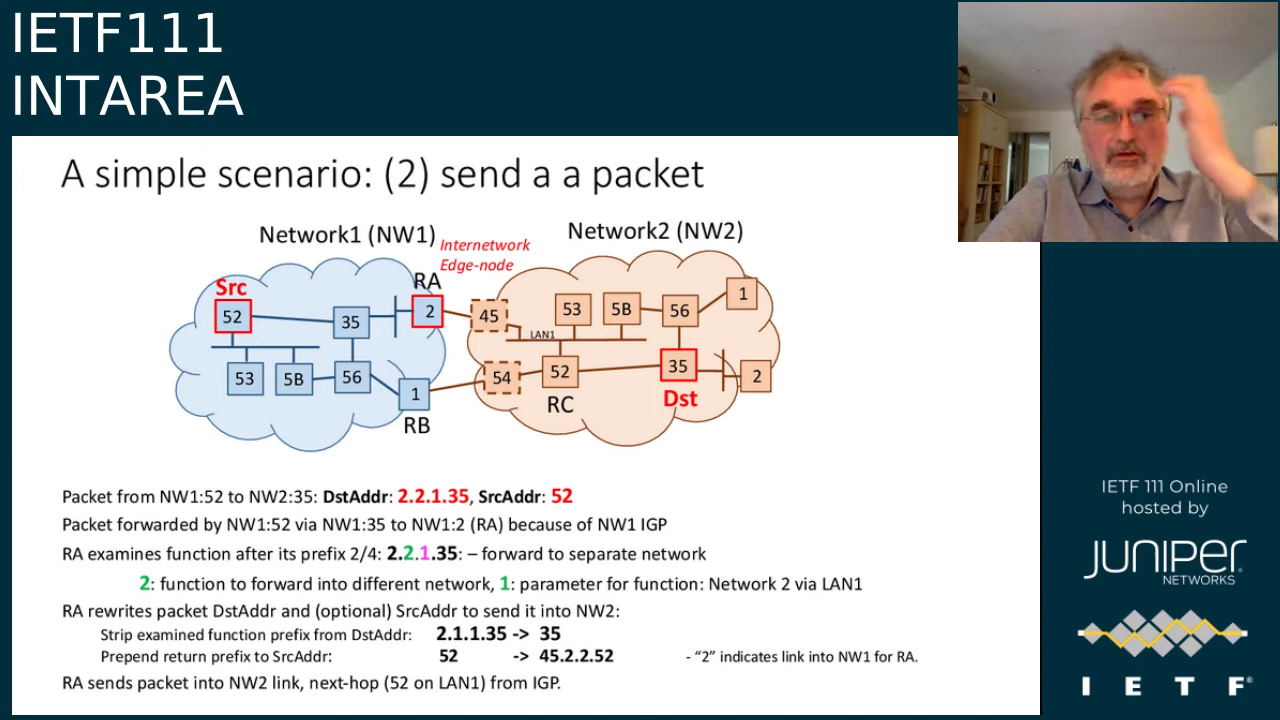 IETF111
INTAREA
A simple scenario: (2) send a a packet
Network1 (NW1)
Internetwork
Edge-node
Network2 (NW2)
Src
RA
52
35
2
45
53
5B
56
1
LAN1
53
5B
56
1
54
52
35
2
RB
RC
Dst
Packet from NW1:52 to NW2:35: DstAddr: 2.2.1.35, SrcAddr: 52
Packet forwarded by NW1:52 via NW1:35 to NW1:2 (RA) because of NW1 IGP
RA examines function after its prefix 2/4: 2.2.1.35: – forward to separate network
2: function to forward into different network, 1: parameter for function: Network 2 via LAN1
RA rewrites packet DstAddr and (optional) SrcAddr to send it into NW2:
Strip examined function prefix from DstAddr: 2.1.1.35 -> 35
Prepend return prefix to SrcAddr: 52 -> 45.2.2.52 - “2” indicates link into NW1 for RA.
RA sends packet into NW2 link, next-hop (52 on LAN1) from IGP.
IETF 111 Online
hosted by
JUNIPER
NETWORKS
I E T F®